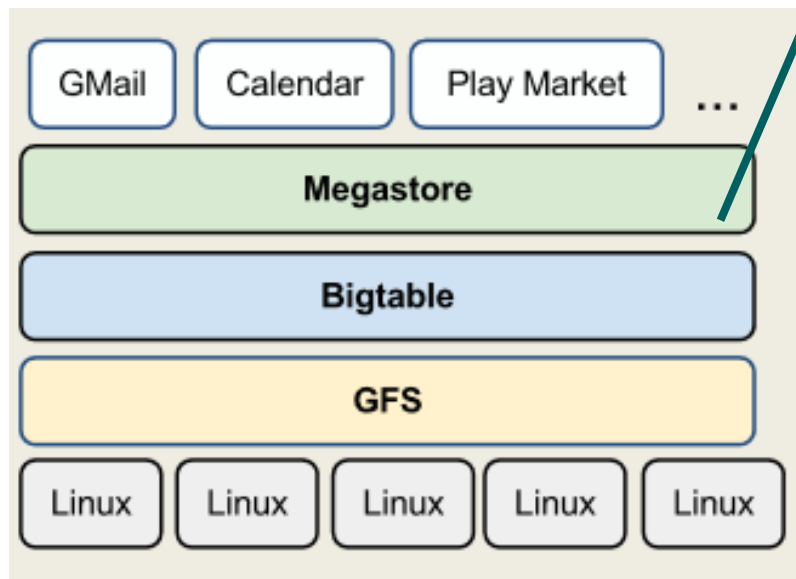 GMail Calendar Play Market ...
Megastore
Bigtable
GFS
Linux Linux Linux Linux Linux